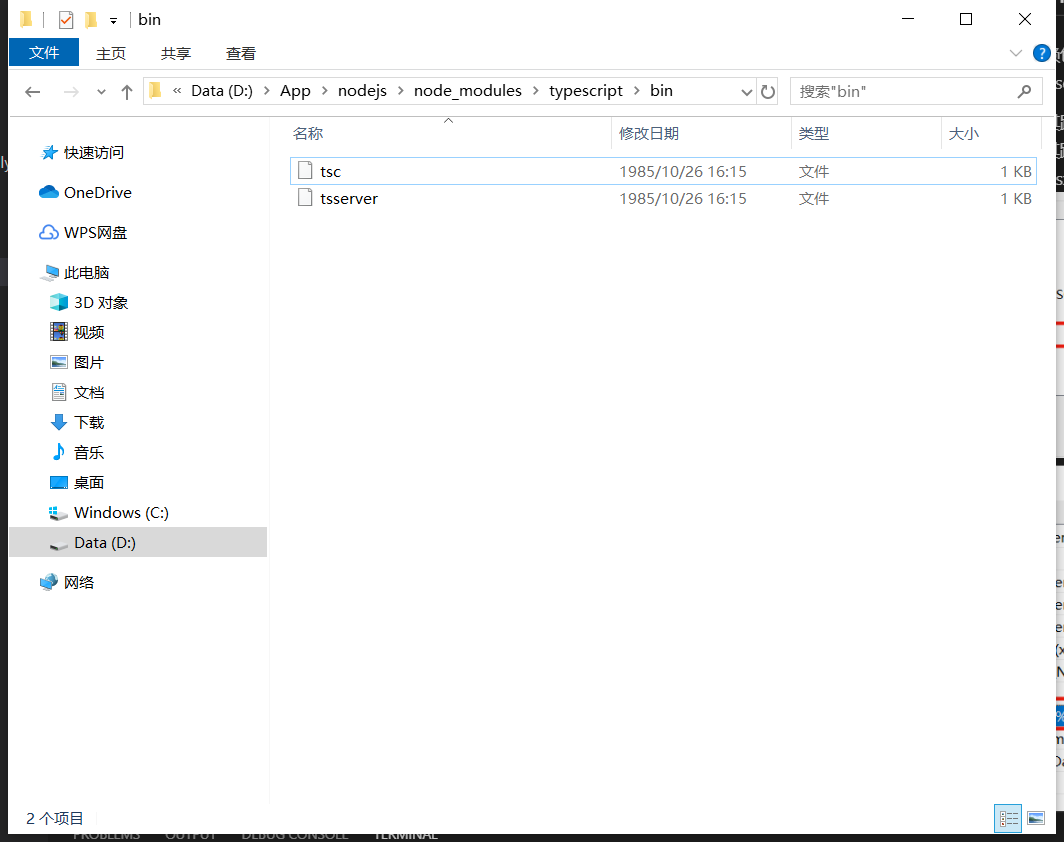 bin
文件 主页 共享 查看
« Data (D:) > App > nodejs > node_modules > typescript > bin
搜索"bin"
名称 修改日期 类型 大小
tsc 1985/10/26 16:15 文件 1 KB
tsserver 1985/10/26 16:15 文件 1 KB
快速访问
OneDrive
WPS网盘
此电脑
3D 对象
视频
图片
文档
下载
音乐
桌面
Windows (C:)
Data (D:)
网络
2 个项目
PROBLEMS OUTPUT DEBUG CONSOLE TERMINAL